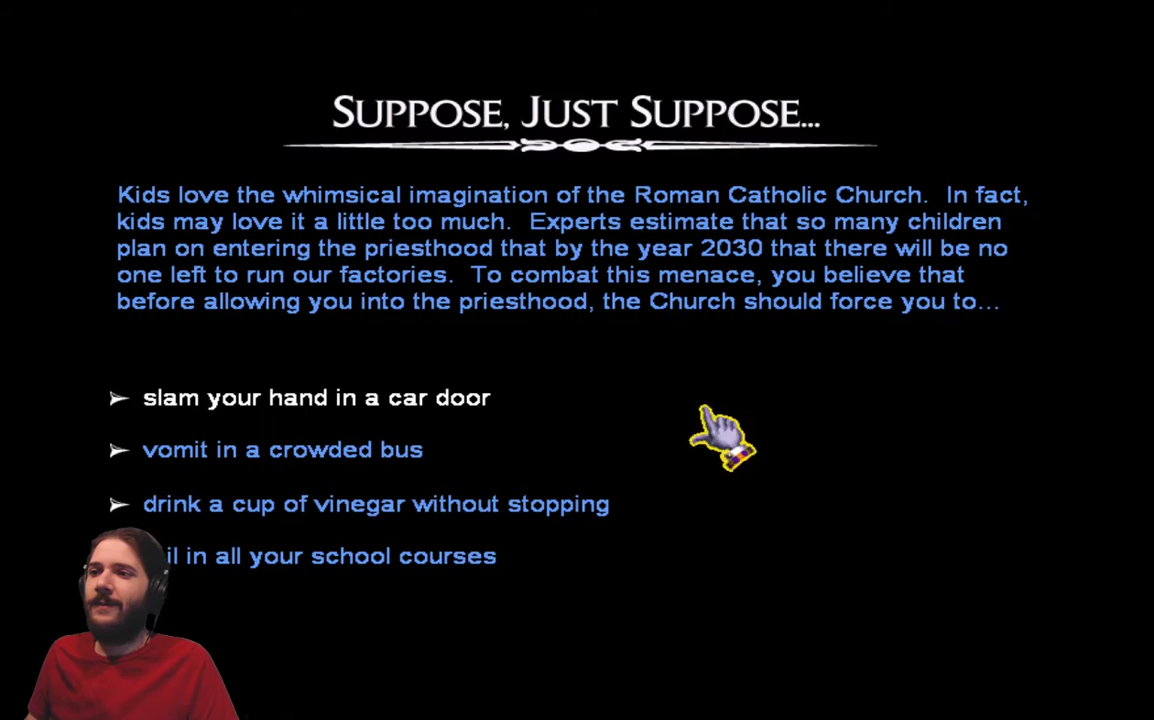 SUPPOSE, JUST SUPPOSE...
Kids love the whimsical imagination of the Roman Catholic Church. In fact,
kids may love it a little too much. Experts estimate that so many children
plan on entering the priesthood that by the year 2030 that there will be no
one left to run our factories. To combat this menace, you believe that
before allowing you into the priesthood, the Church should force you to...
slam your hand in a car door
vomit in a crowded bus
drink a cup of vinegar without stopping
in all your school courses